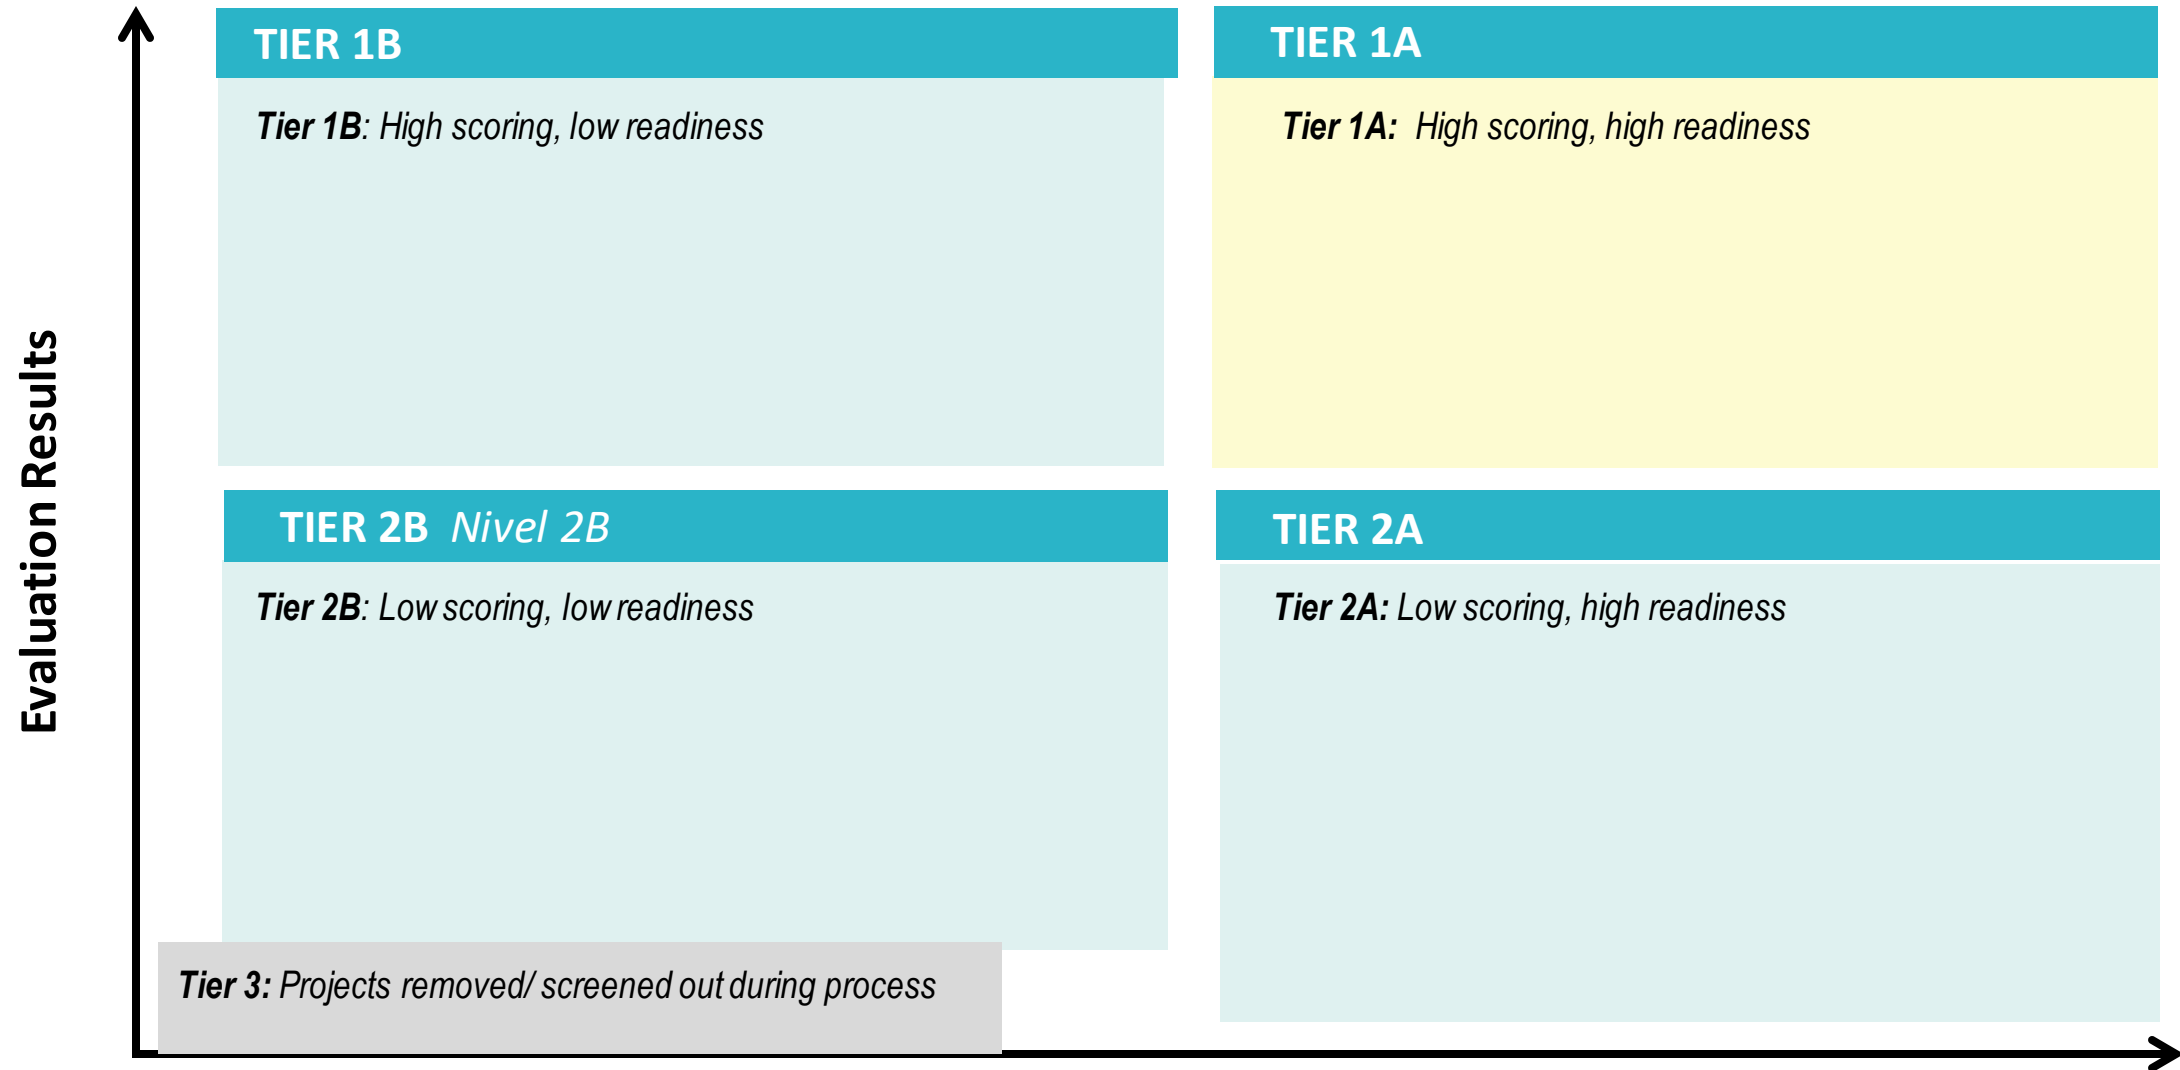 TIER 1B
TIER 1A
Tier 1B: High scoring, low readiness
Tier 1A: High scoring, high readiness
Evaluation Results
TIER 2B Nivel 2B
TIER 2A
Tier 2B: Low scoring, low readiness
Tier 2A: Low scoring, high readiness
Tier 3: Projects removed/ screened out during process